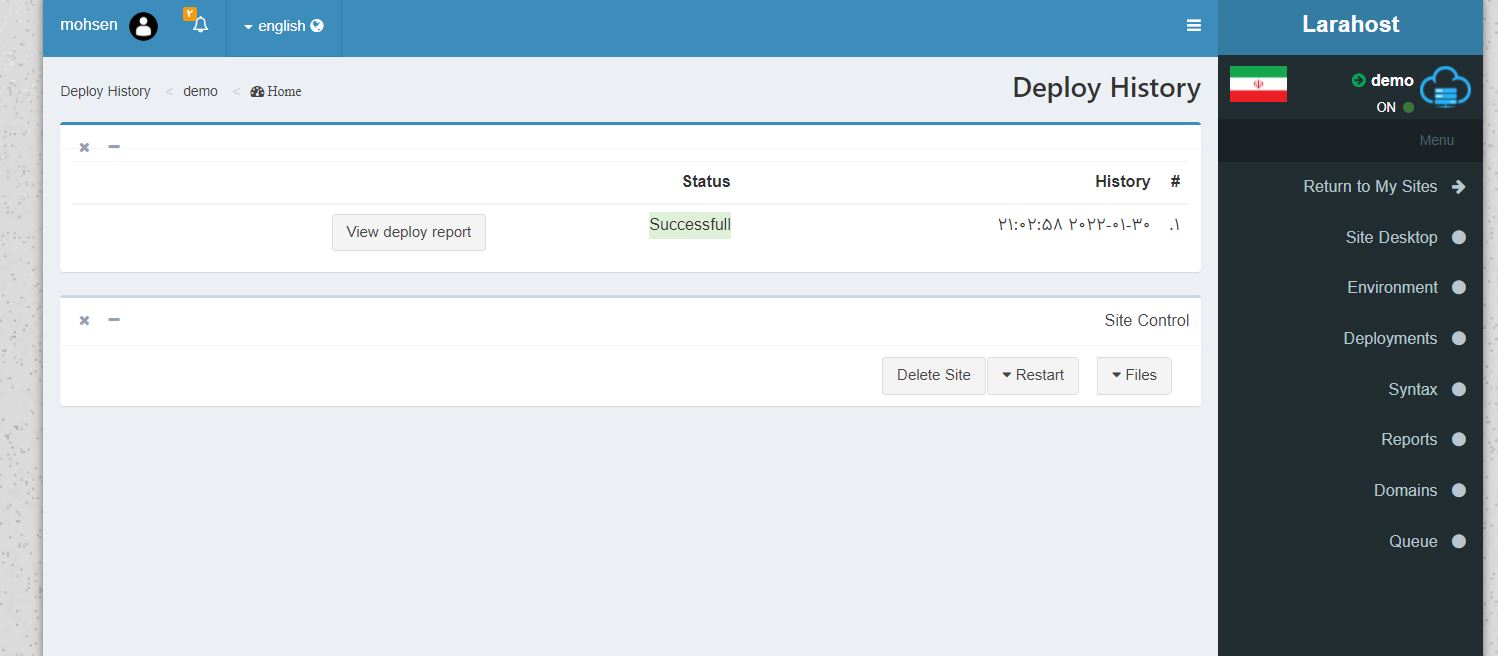 mohsen
۲
english
Larahost
demo
ON
Menu
Return to My Sites
Site Desktop
Environment
Deployments
Syntax
Reports
Domains
Queue
Deploy History
Deploy History < demo < Home
# History Status
۱. ۲۰۲۲-۰۱-۳۰ ۲۱:۰۲:۵۸ Successfull View deploy report
Site Control
Files Restart Delete Site